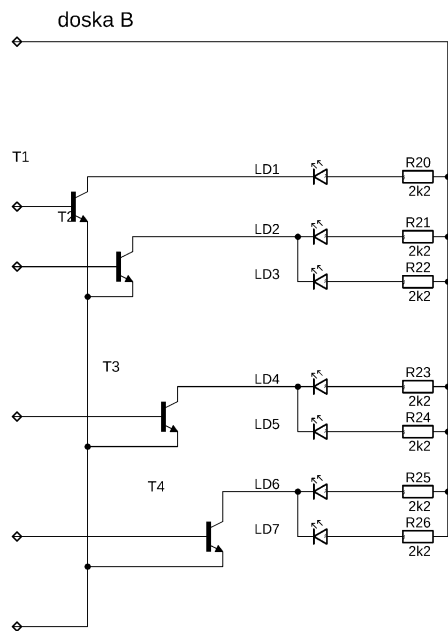 doska B
T1
LD1
R20
2k2
T2
LD2
R21
2k2
LD3
R22
2k2
T3
LD4
R23
2k2
LD5
R24
2k2
T4
LD6
R25
2k2
LD7
R26
2k2